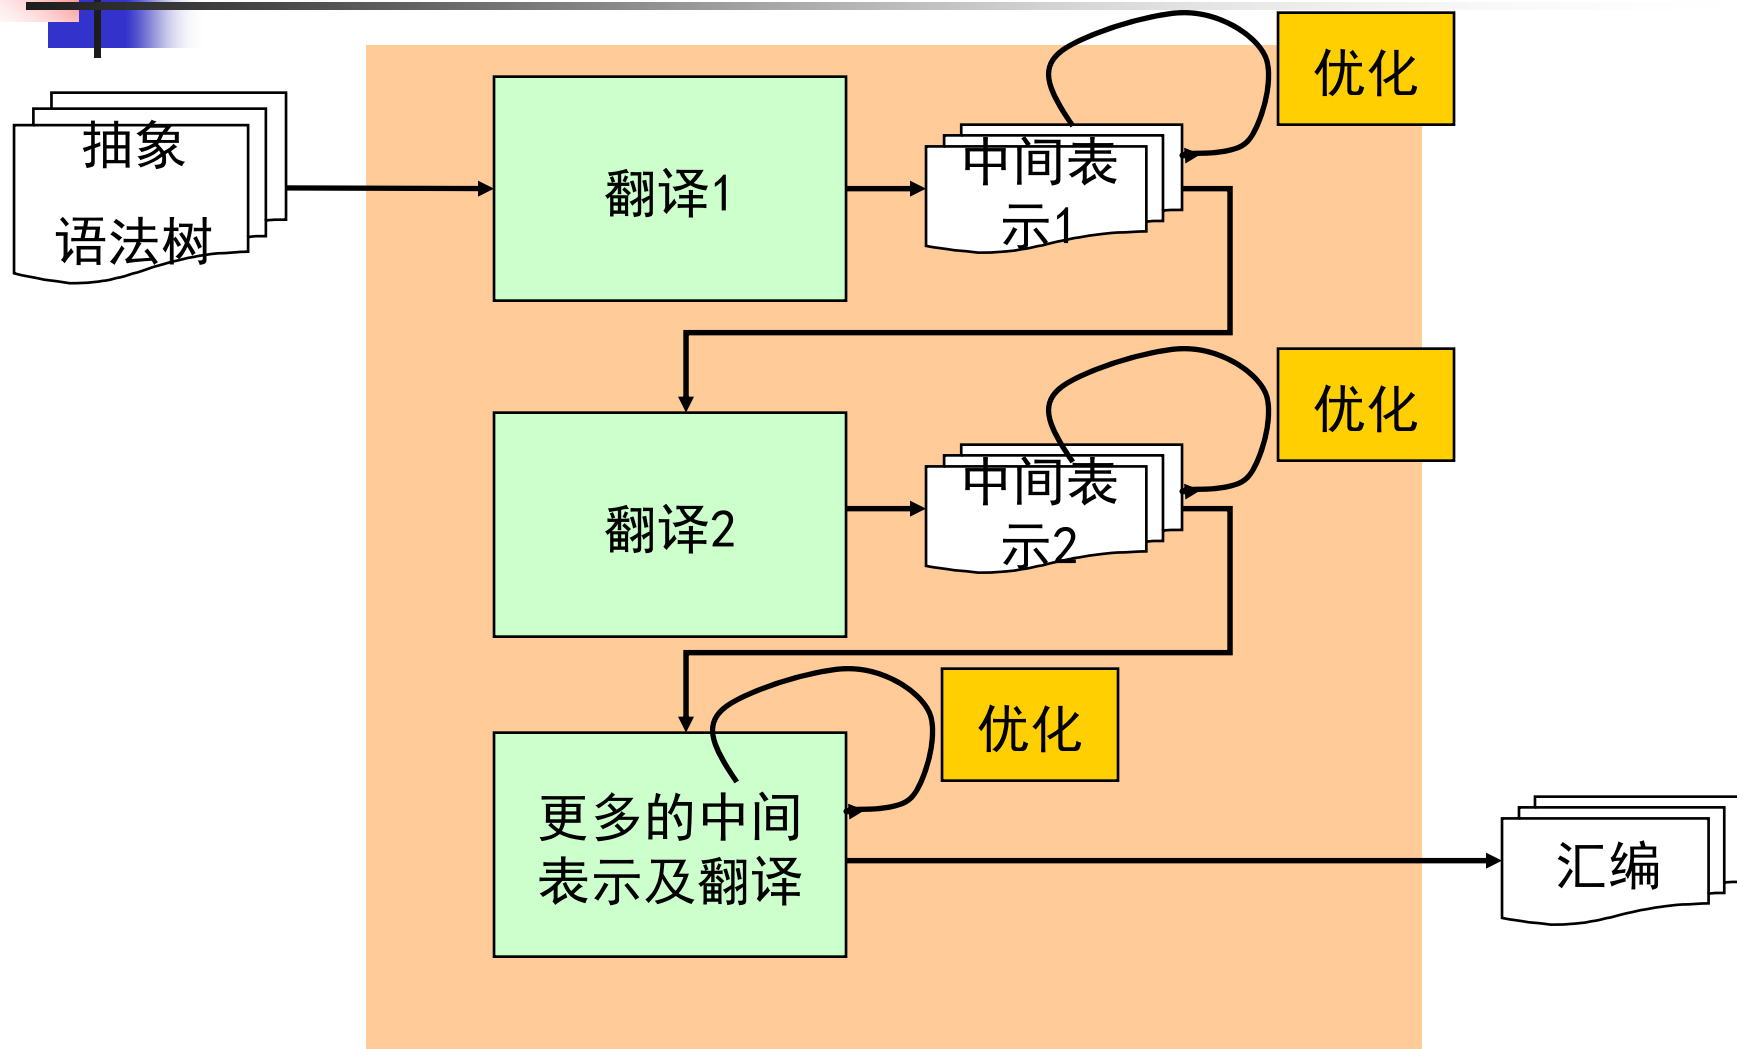 抽象
语法树
翻译1
中间表
示1
优化
翻译2
中间表
示2
优化
更多的中间
表示及翻译
优化
汇编